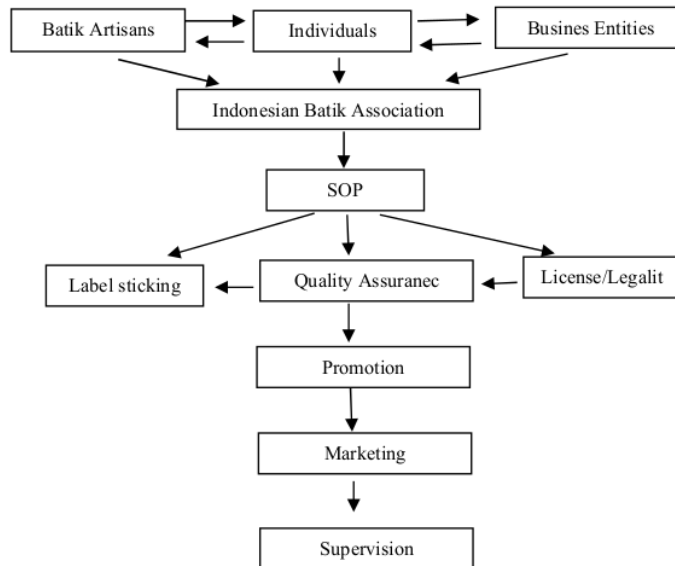 Batik Artisans
Individuals
Busines Entities
Indonesian Batik Association
SOP
Label sticking
Quality Assuranec
License/Legalit
Promotion
Marketing
Supervision